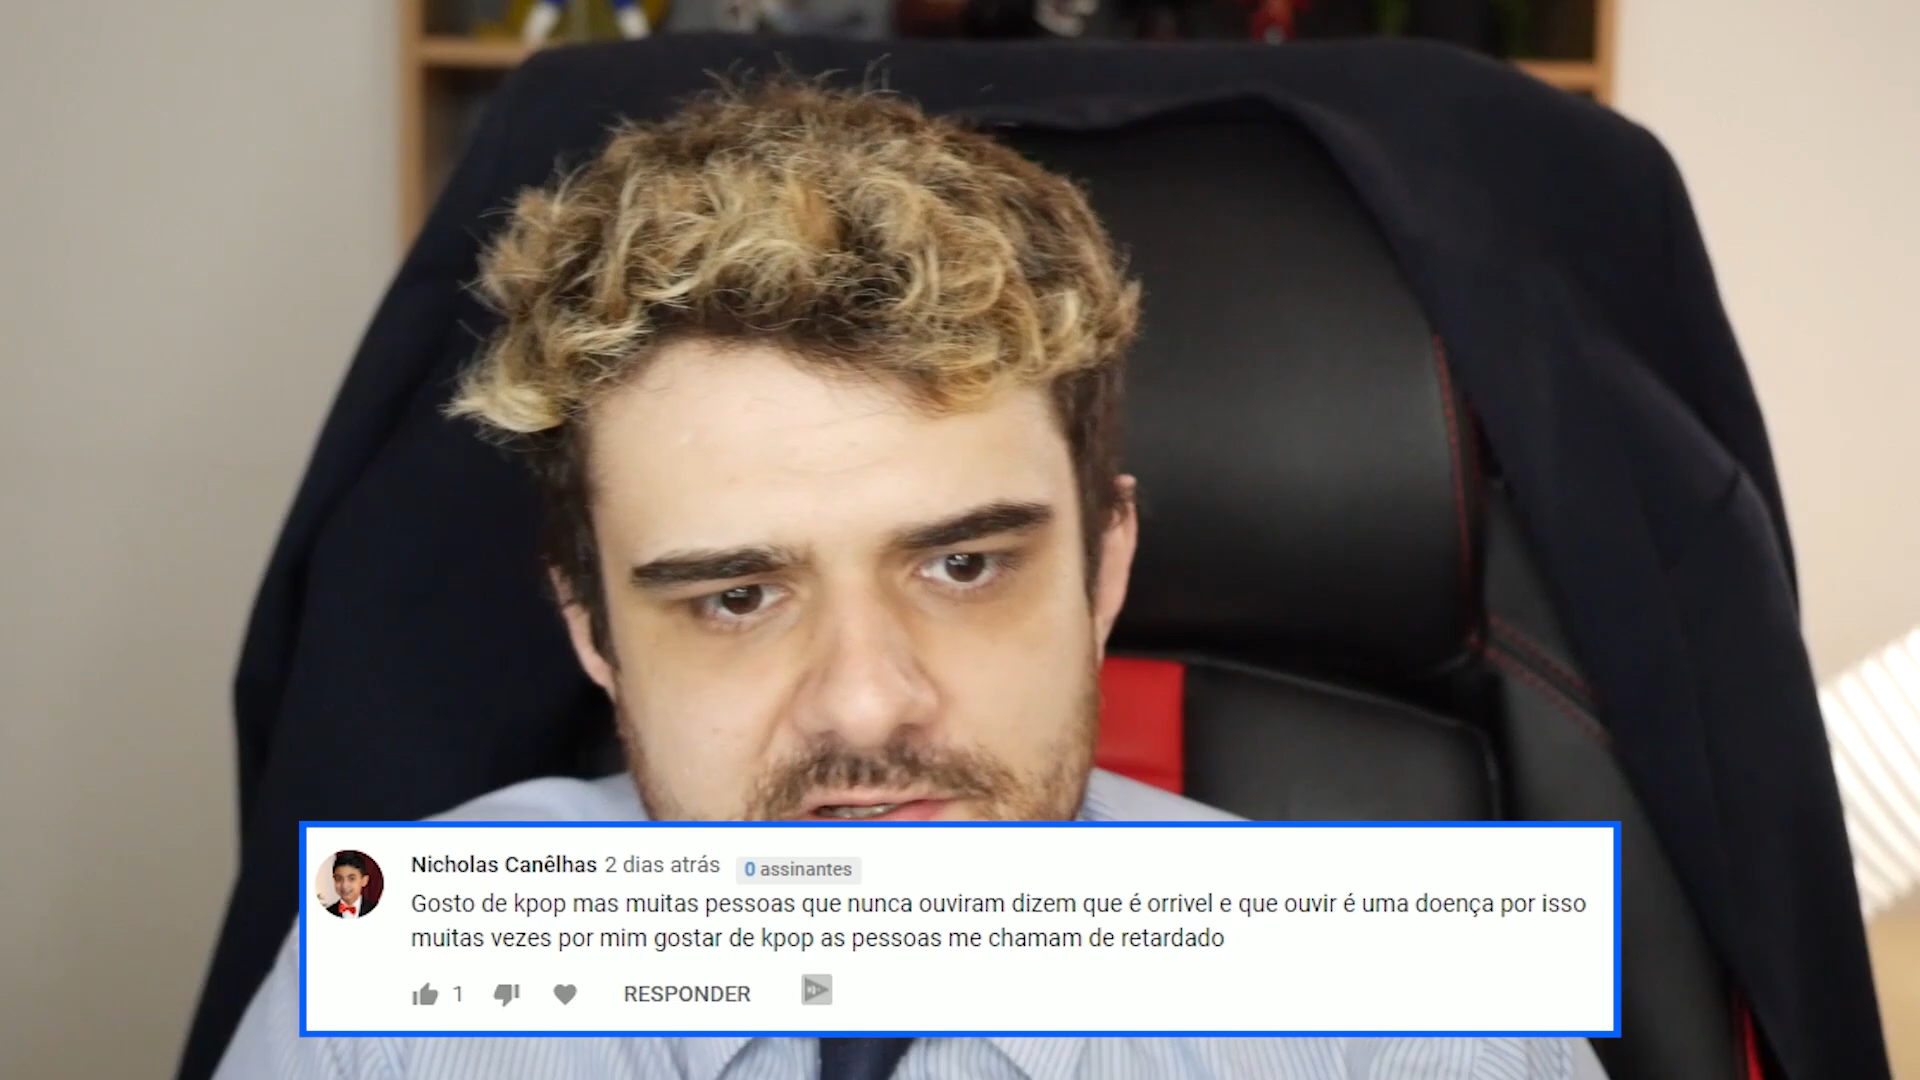 Nicholas Canêlhas 2 dias atrás 0 assinantes
Gosto de kpop mas muitas pessoas que nunca ouviram dizem que é orrivel e que ouvir é uma doença por isso
muitas vezes por mim gostar de kpop as pessoas me chamam de retardado
1 RESPONDER